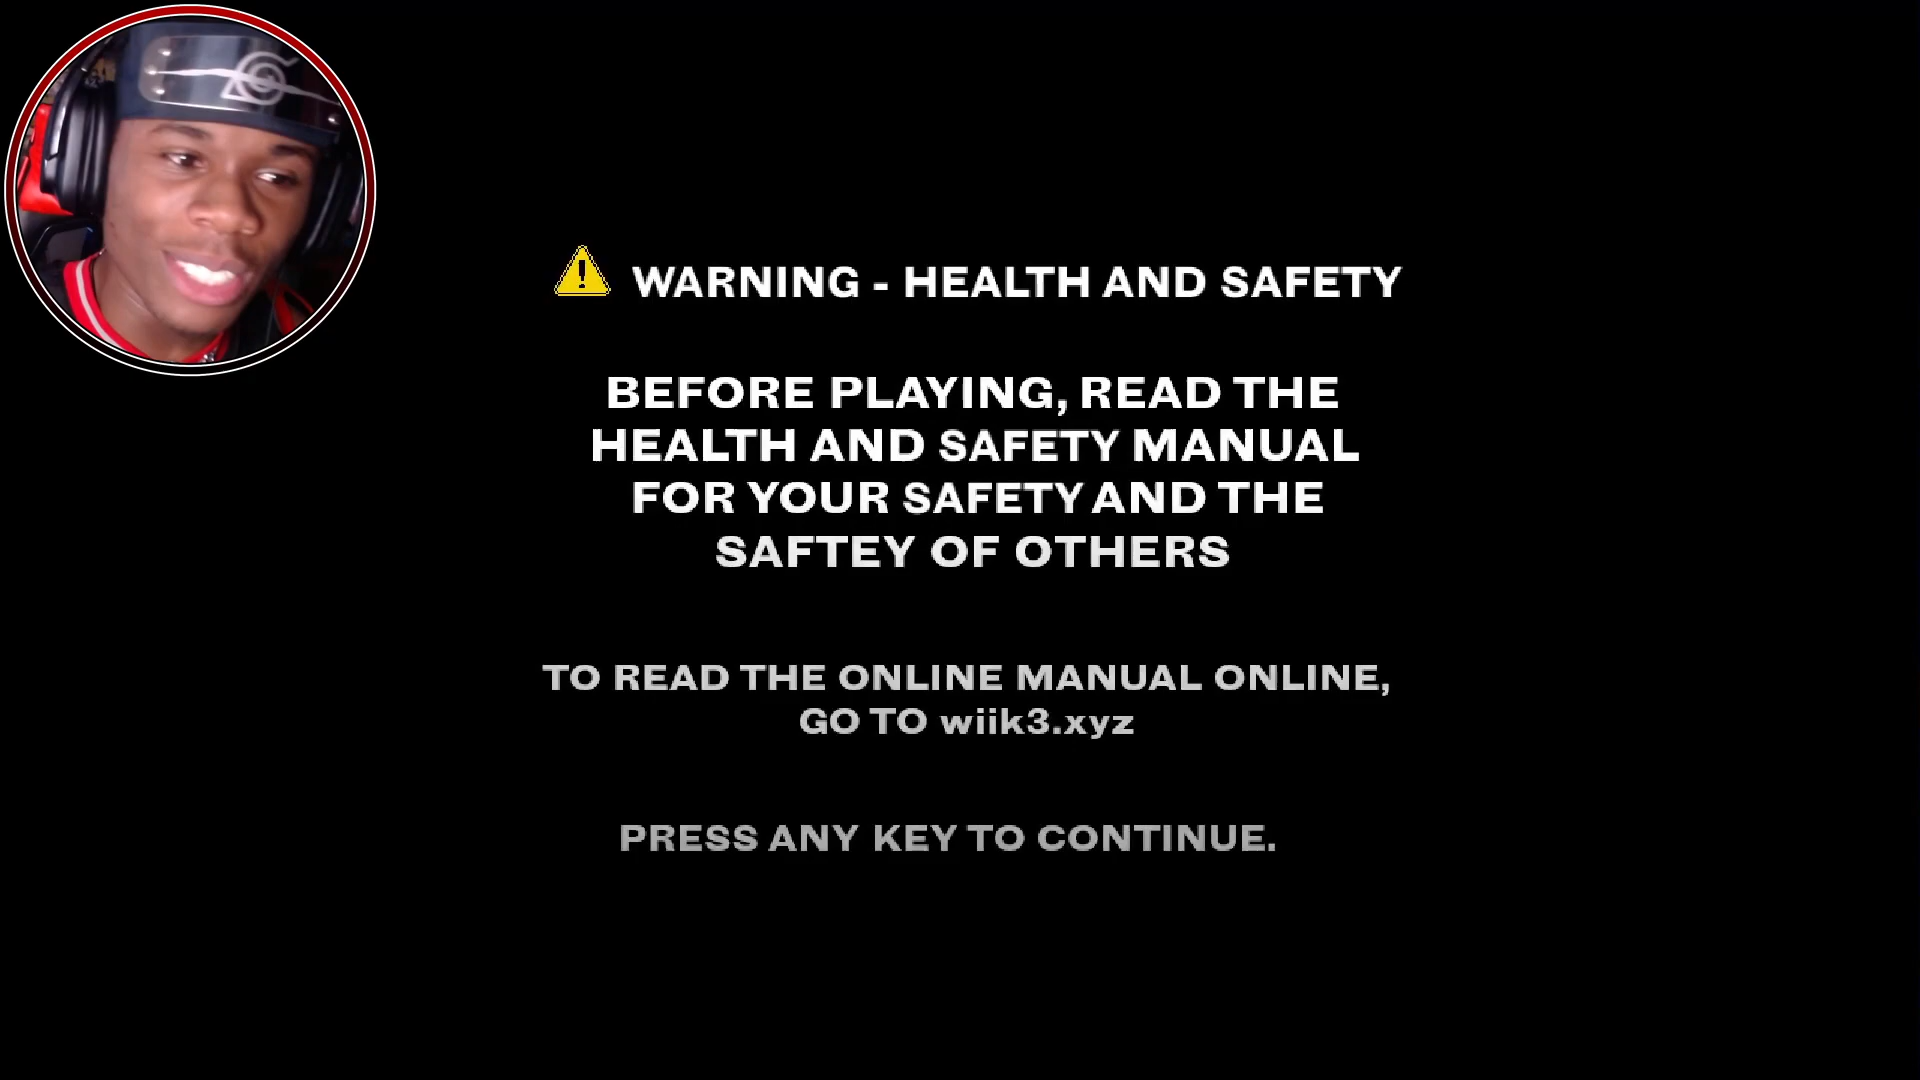 WARNING - HEALTH AND SAFETY
BEFORE PLAYING, READ THE
HEALTH AND SAFETY MANUAL
FOR YOUR SAFETY AND THE
SAFTEY OF OTHERS
TO READ THE ONLINE MANUAL ONLINE,
GO TO wiik3.xyz
PRESS ANY KEY TO CONTINUE.